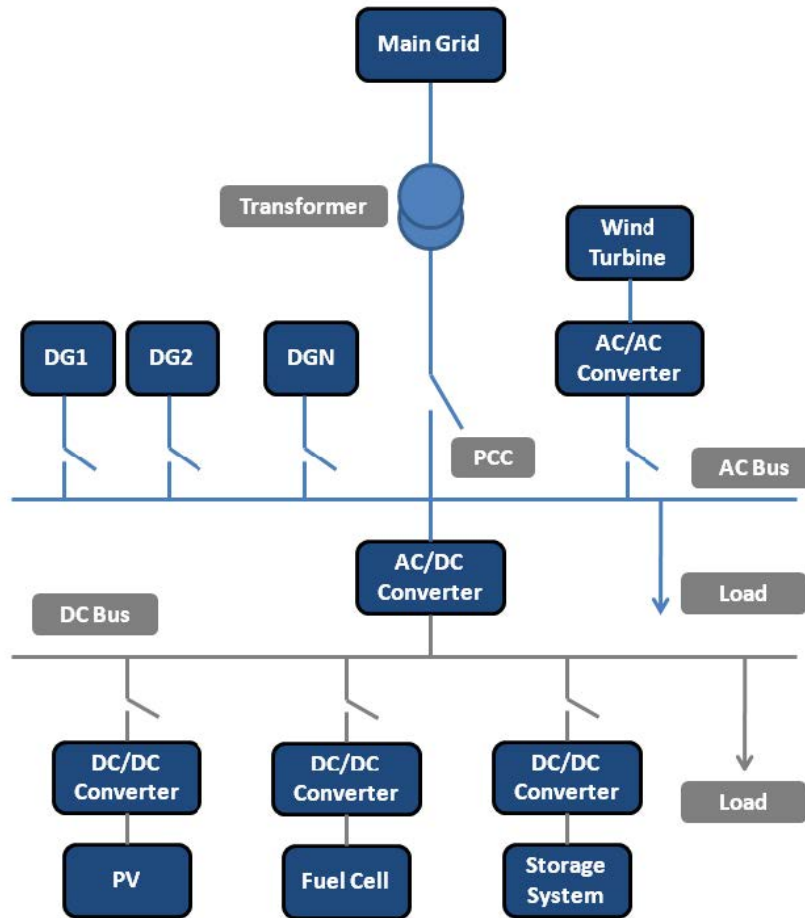 Main Grid
Transformer
Wind
Turbine
DG1
DG2
DGN
AC/AC
Converter
PCC
AC Bus
AC/DC
Converter
Load
DC Bus
DC/DC
Converter
DC/DC
Converter
DC/DC
Converter
Load
PV
Fuel Cell
Storage
System